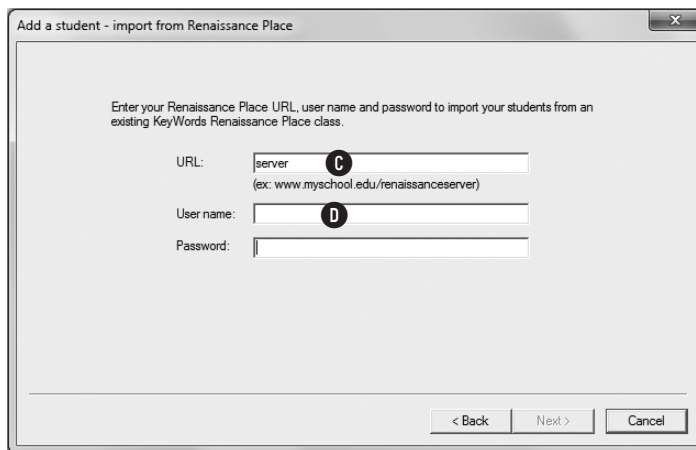 Add a student - import from Renaissance Place
X
Enter your Renaissance Place URL, user name and password to import your students from an
existing KeyWords Renaissance Place class.
URL: server C
(ex: www.myschool.edu/renaissanceserver)
User name: D
Password:
< Back Next > Cancel